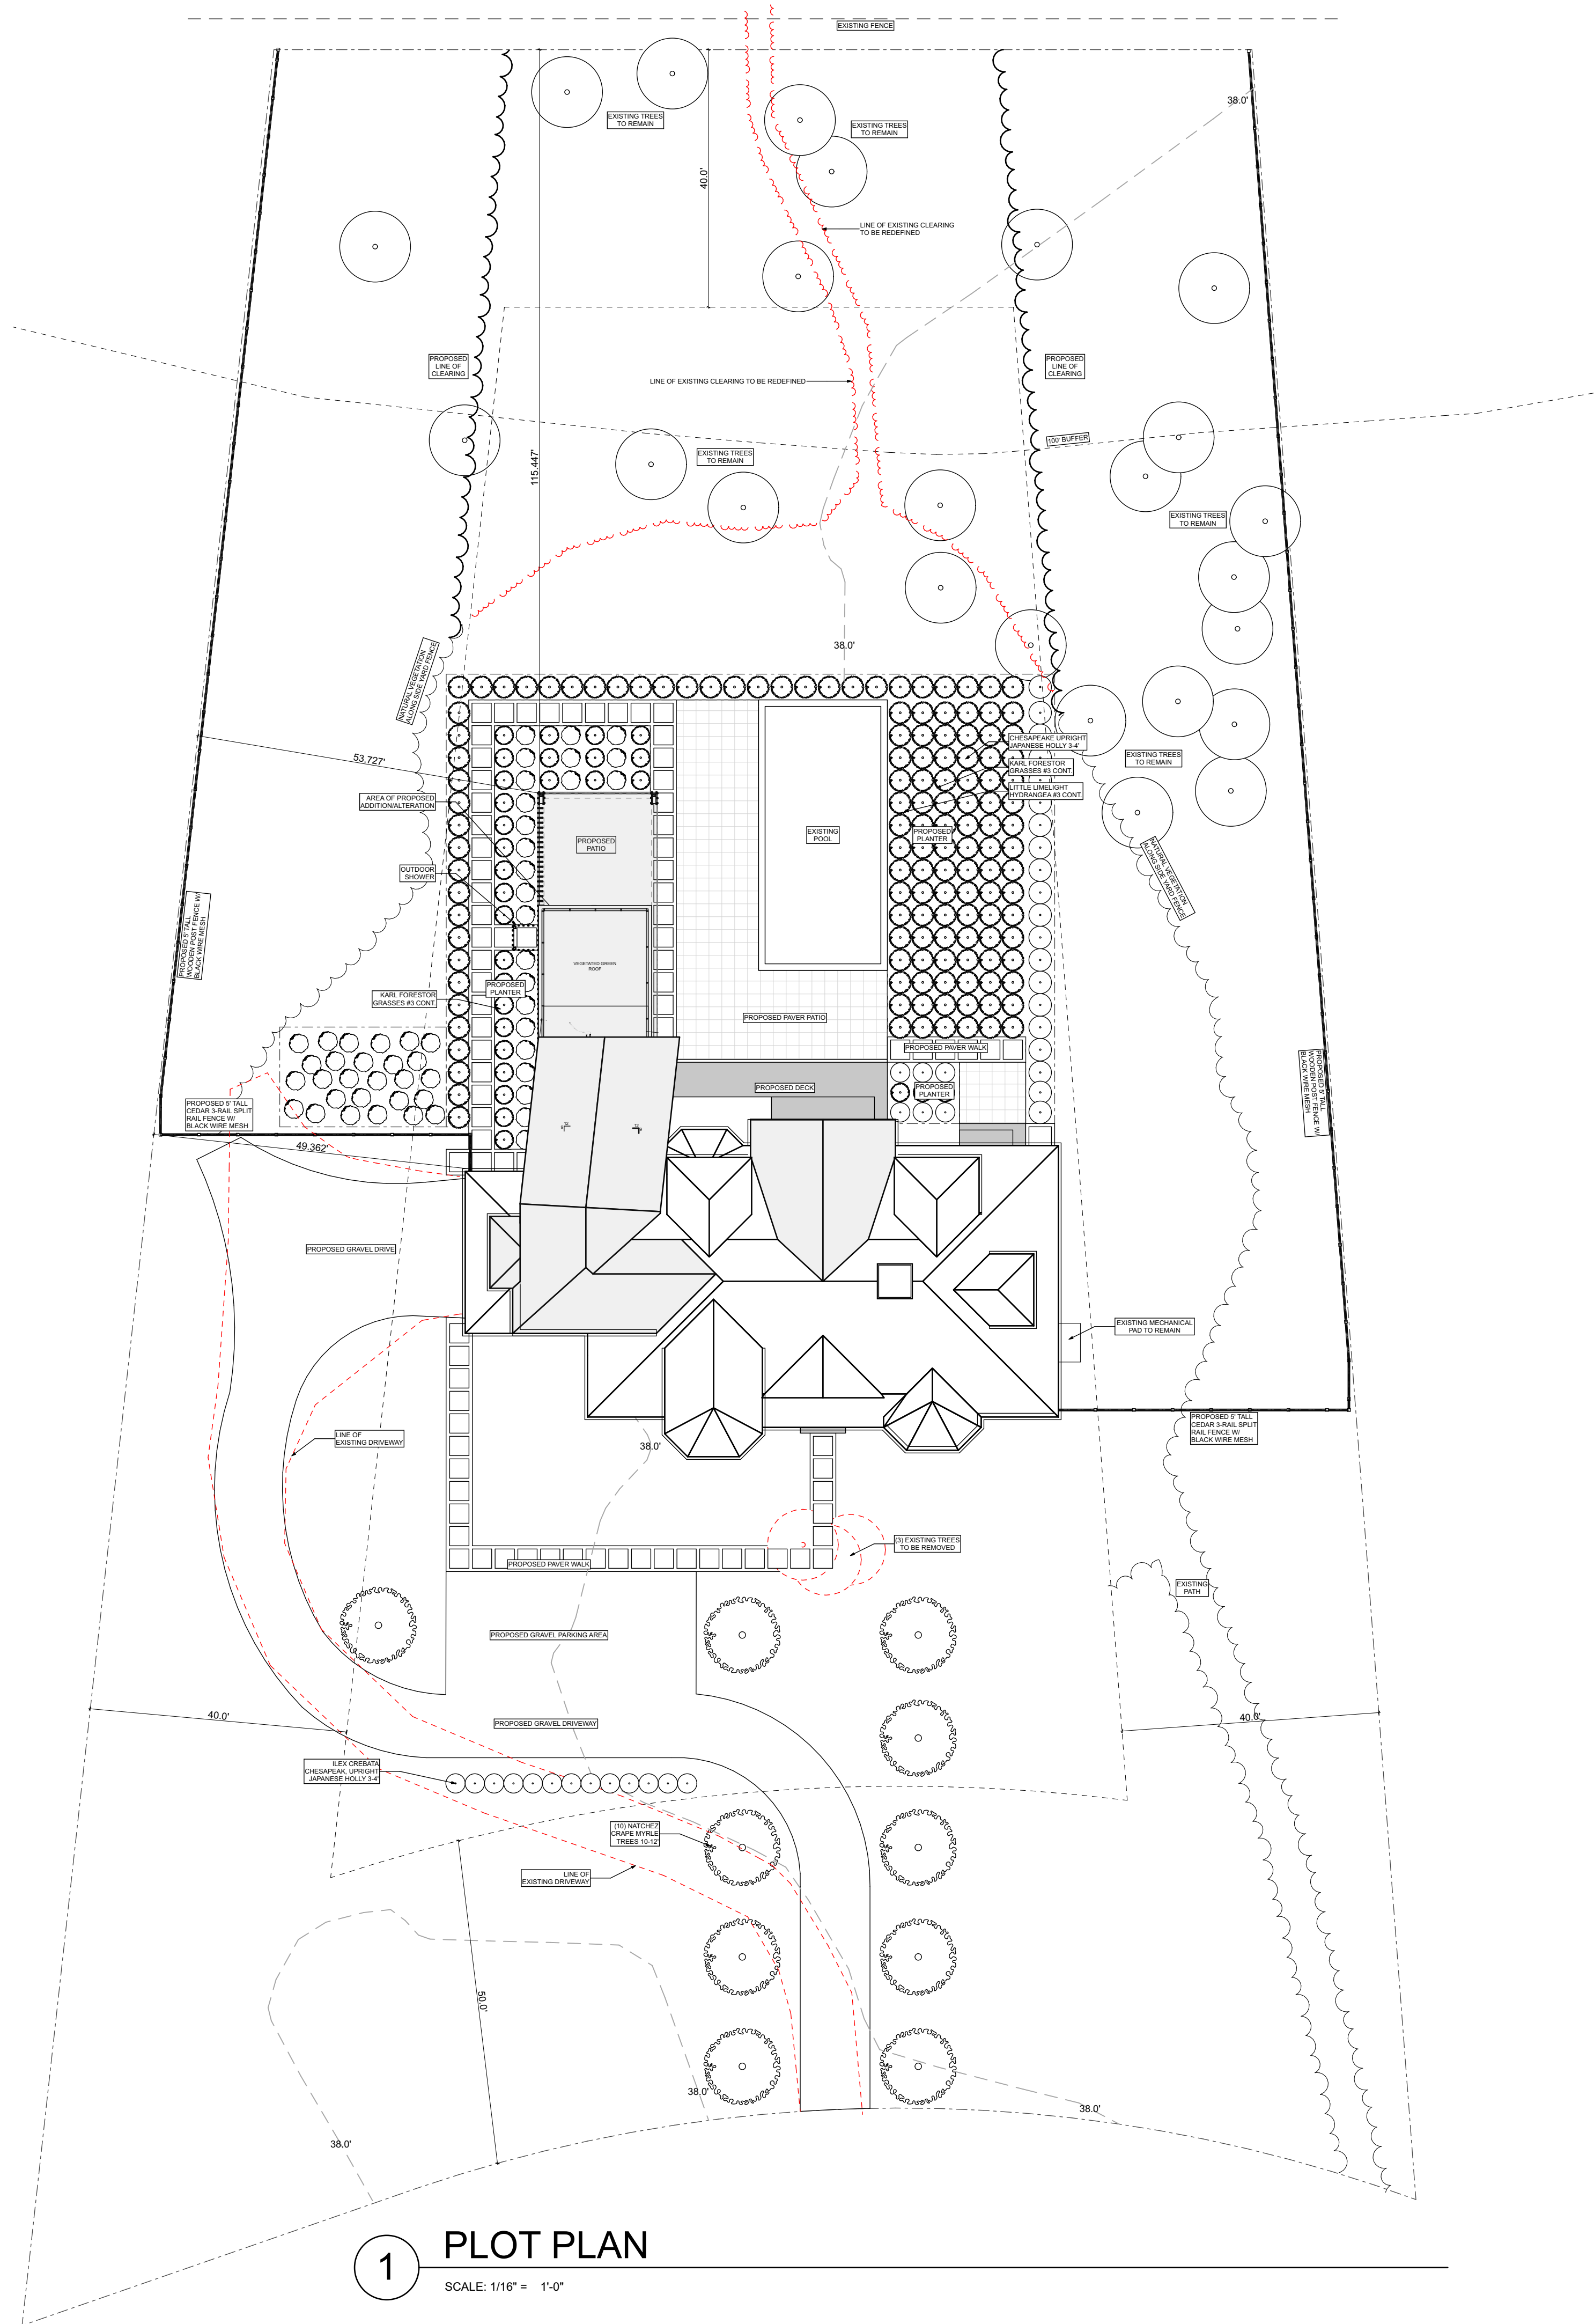 EXISTING FENCE
38.0'
EXISTING TREES
TO REMAIN
EXISTING TREES
TO REMAIN
40.0'
LINE OF EXISTING CLEARING
TO BE REDEFINED
PROPOSED
LINE OF
CLEARING
PROPOSED
LINE OF
CLEARING
LINE OF EXISTING CLEARING TO BE REDEFINED
100' BUFFER
EXISTING TREES
TO REMAIN
115.447'
EXISTING TREES
TO REMAIN
38.0'
NATURAL VEGETATION
ALONG SIDE YARD FENCE
53.727'
CHESAPEAKE UPRIGHT
JAPANESE HOLLY 3-4'
KARL FORESTOR
GRASSES #3 CONT.
LITTLE LIMELIGHT
HYDRANGEA #3 CONT.
EXISTING TREES
TO REMAIN
AREA OF PROPOSED
ADDITION/ALTERATION
PROPOSED
PATIO
EXISTING
POOL
PROPOSED
PLANTER
OUTDOOR
SHOWER
NATURAL VEGETATION
ALONG SIDE YARD FENCE
PROPOSED 5' TALL
WOODEN POST FENCE W/
BLACK WIRE MESH
VEGETATED GREEN
ROOF
PROPOSED
PLANTER
KARL FORESTOR
GRASSES #3 CONT.
PROPOSED PAVER PATIO
PROPOSED PAVER WALK
PROPOSED DECK
PROPOSED
PLANTER
PROPOSED 5' TALL
WOODEN POST FENCE W/
BLACK WIRE MESH
PROPOSED 5' TALL
CEDAR 3-RAIL SPLIT
RAIL FENCE W/
BLACK WIRE MESH
49.362'
PROPOSED GRAVEL DRIVE
EXISTING MECHANICAL
PAD TO REMAIN
PROPOSED 5' TALL
CEDAR 3-RAIL SPLIT
RAIL FENCE W/
BLACK WIRE MESH
LINE OF
EXISTING DRIVEWAY
38.0'
(3) EXISTING TREES
TO BE REMOVED
PROPOSED PAVER WALK
EXISTING
PATH
PROPOSED GRAVEL PARKING AREA
40.0'
PROPOSED GRAVEL DRIVEWAY
40.0'
ILEX CREBATA
CHESAPEAK, UPRIGHT
JAPANESE HOLLY 3-4'
(10) NATCHEZ
CRAPE MYRLE
TREES 10-12'
LINE OF
EXISTING DRIVEWAY
50.0'
38.0'
38.0'
38.0'
1
PLOT PLAN
SCALE: 1/16" = 1'-0"